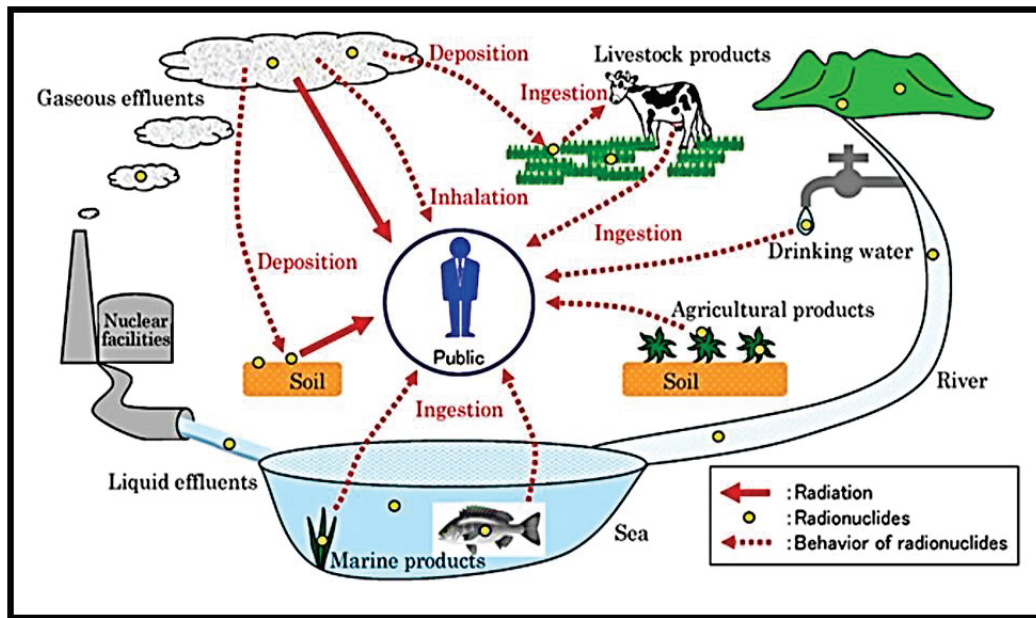 Deposition
Livestock products
Gaseous effluents
Ingestion
Inhalation
Ingestion
Drinking water
Deposition
Nuclear
facilities
Agricultural products
Public
Soil
Soil
River
Ingestion
Liquid effluents
:Radiation
:Radionuclides
Sea
:Behavior of radionuclides
Marine products